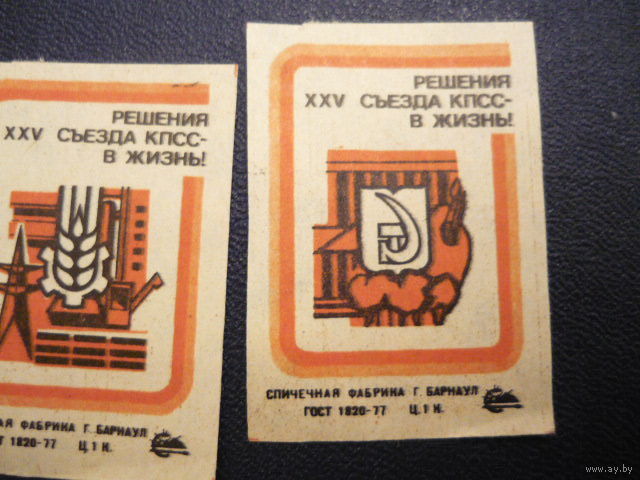 РЕШЕНИЯ
XXV СЪЕЗДА КПСС-
В ЖИЗНЬ!
АЯ ФАБРИКА Г. БАРНАУЛ
Т 1820-77 Ц. 1 К.
РЕШЕНИЯ
XXV СЪЕЗДА КПСС-
В ЖИЗНЬ!
СПИЧЕЧНАЯ ФАБРИКА Г. БАРНАУЛ
ГОСТ 1820-77 Ц. 1 К.
www.ay.by